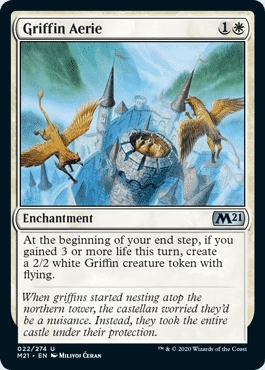 Griffin Aerie 1
Enchantment M21
At the beginning of your end step, if you
gained 3 or more life this turn, create
a 2/2 white Griffin creature token with
flying.
When griffins started nesting atop the
northern tower, the castellan worried they'd
be a nuisance. Instead, they took the entire
castle under their protection.
022/274 U
M21 • EN Milivoj Ćeran ™ & © 2020 Wizards of the Coast